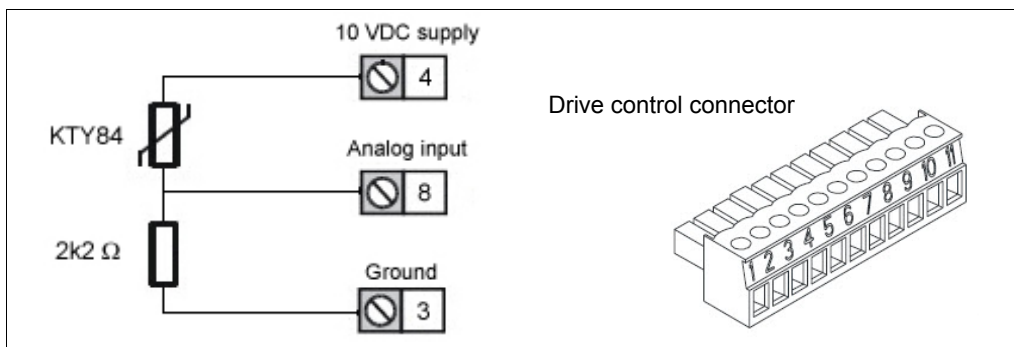 10 VDC supply
4
KTY84
Analog input
8
2k2 Ω
Ground
3
Drive control connector
1 2 3 4 5 6 7 8 9 10 11